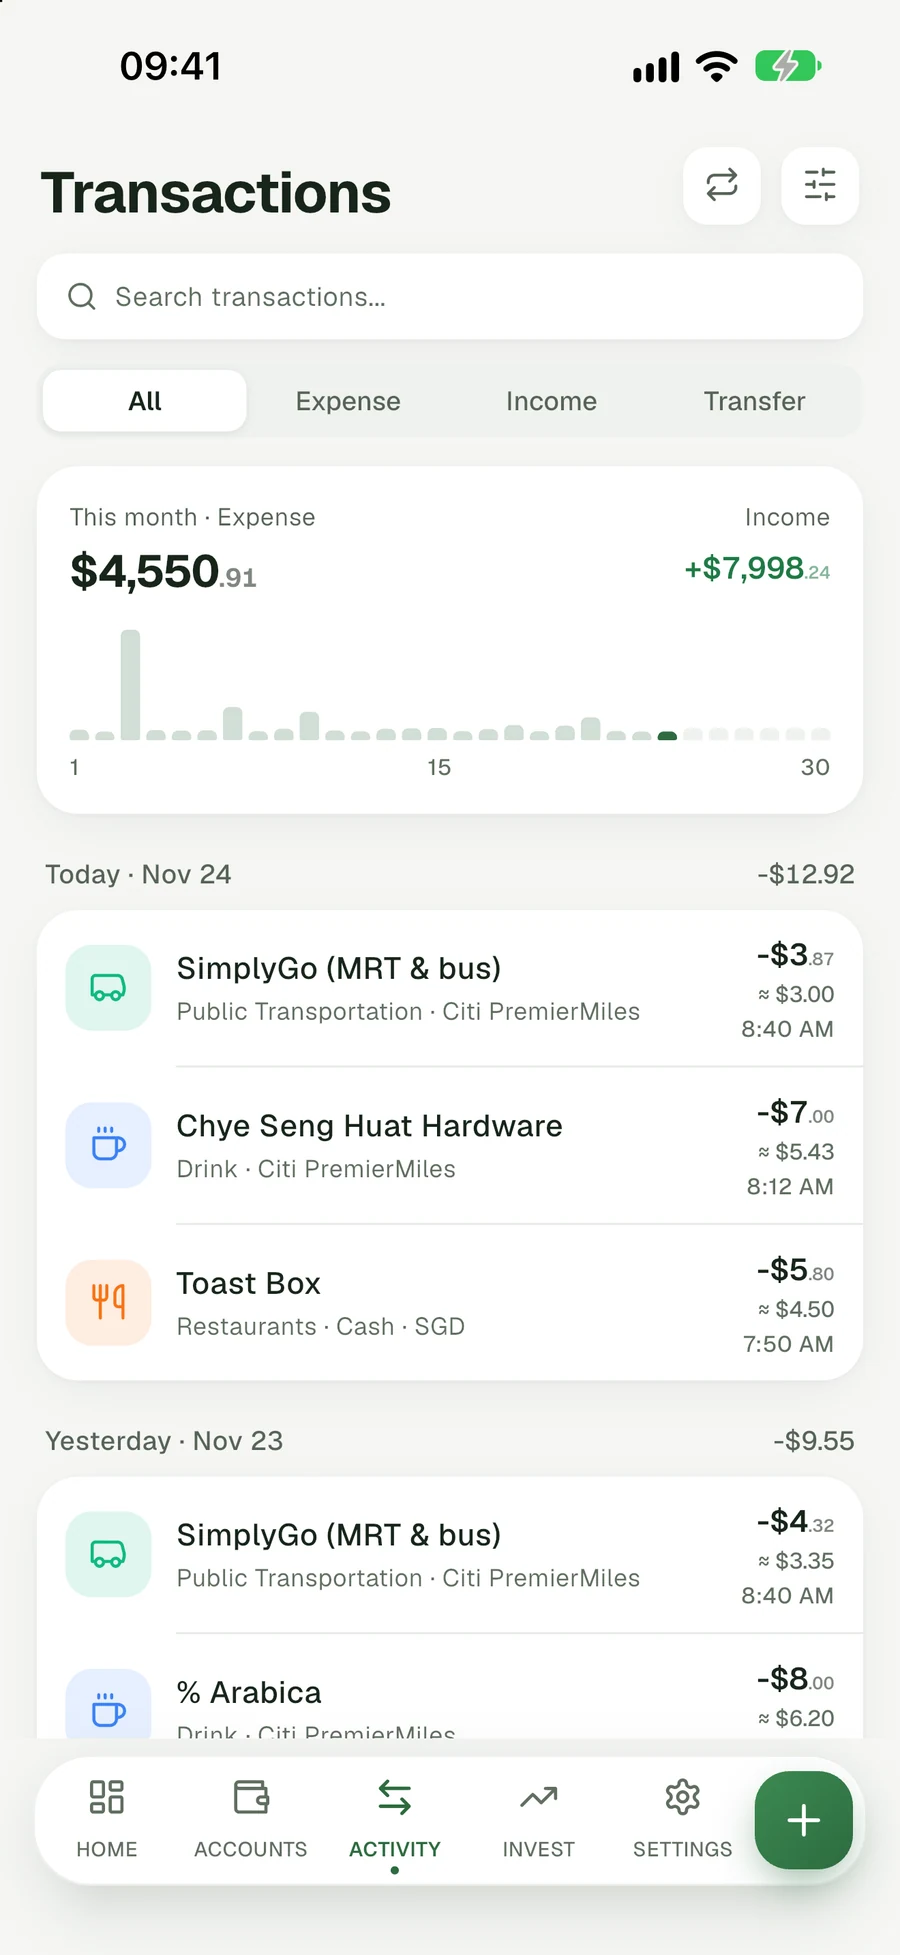 09:41
Transactions
Search transactions...
All Expense Income Transfer
This month · Expense Income
$4,550.91 +$7,998.24
1 15 30
Today · Nov 24 -$12.92
SimplyGo (MRT & bus) -$3.87
Public Transportation · Citi PremierMiles ≈ $3.00
8:40 AM
Chye Seng Huat Hardware -$7.00
Drink · Citi PremierMiles ≈ $5.43
8:12 AM
Toast Box -$5.80
Restaurants · Cash · SGD ≈ $4.50
7:50 AM
Yesterday · Nov 23 -$9.55
SimplyGo (MRT & bus) -$4.32
Public Transportation · Citi PremierMiles ≈ $3.35
8:40 AM
% Arabica -$8.00
Drink · Citi PremierMiles ≈ $6.20
HOME ACCOUNTS ACTIVITY INVEST SETTINGS